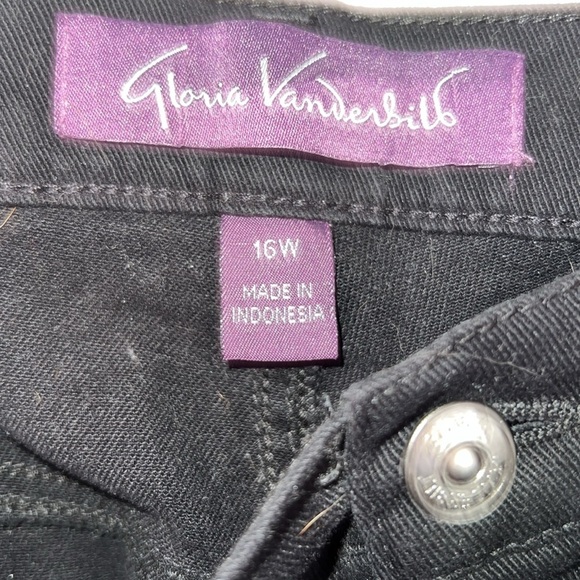 Gloria Vanderbilt
16W
MADE IN
INDONESIA